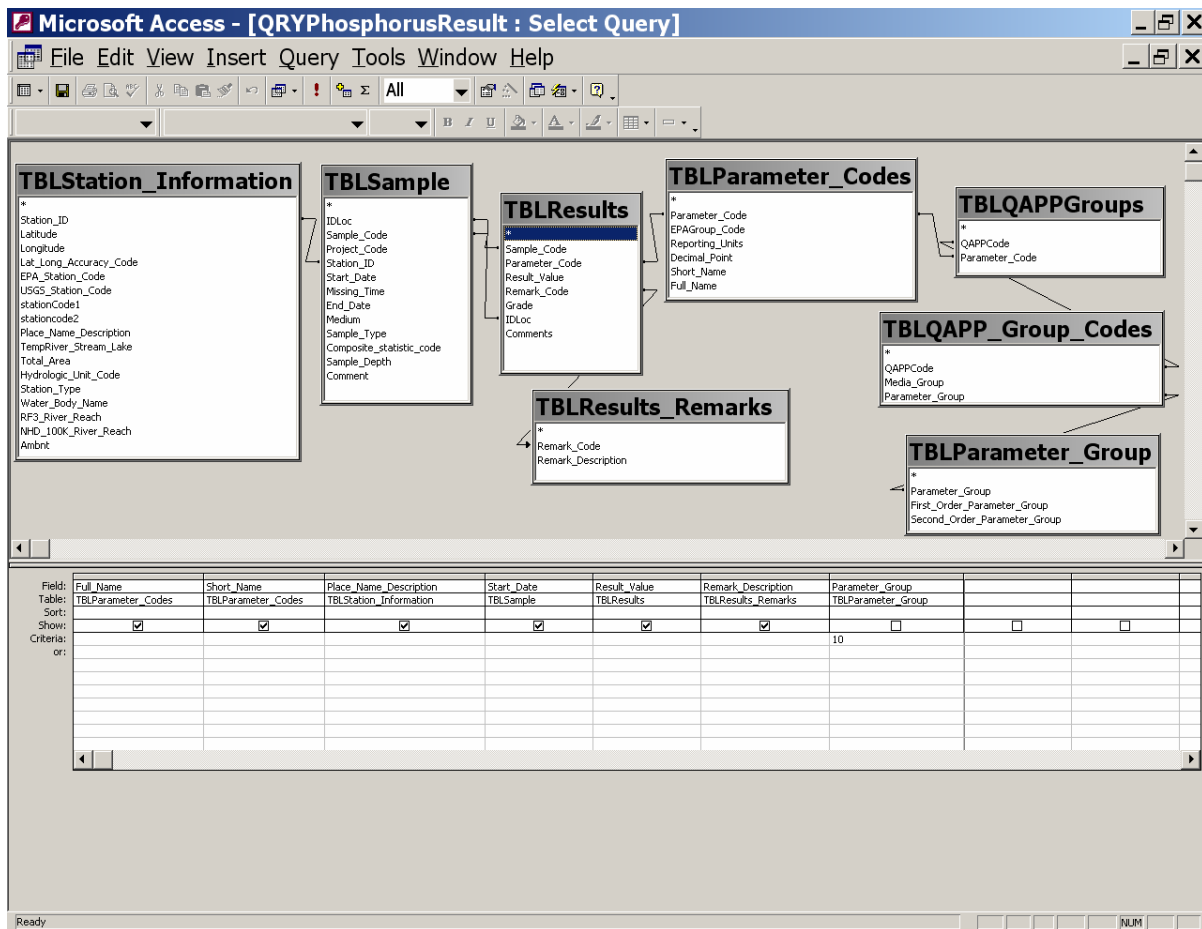 Microsoft Access - [QRYPhosphorusResult : Select Query]
File Edit View Insert Query Tools Window Help
All
B I U
TBLStation_Information
*
Station_ID
Latitude
Longitude
Lat_Long_Accuracy_Code
EPA_Station_Code
USGS_Station_Code
stationCode1
stationcode2
Place_Name_Description
TempRiver_Stream_Lake
Total_Area
Hydrologic_Unit_Code
Station_Type
Water_Body_Name
RF3_River_Reach
NHD_100K_River_Reach
Ambnt
TBLSample
*
IDLoc
Sample_Code
Project_Code
Station_ID
Start_Date
Missing_Time
End_Date
Medium
Sample_Type
Composite_statistic_code
Sample_Depth
Comment
TBLResults
*
Sample_Code
Parameter_Code
Result_Value
Remark_Code
Grade
IDLoc
Comments
TBLResults_Remarks
*
Remark_Code
Remark_Description
TBLParameter_Codes
*
Parameter_Code
EPAGroup_Code
Reporting_Units
Decimal_Point
Short_Name
Full_Name
TBLQAPPGroups
*
QAPPCode
Parameter_Code
TBLQAPP_Group_Codes
*
QAPPCode
Media_Group
Parameter_Group
TBLParameter_Group
*
Parameter_Group
First_Order_Parameter_Group
Second_Order_Parameter_Group
Field: Full_Name Short_Name Place_Name_Description Start_Date Result_Value Remark_Description Parameter_Group
Table: TBLParameter_Codes TBLParameter_Codes TBLStation_Information TBLSample TBLResults TBLResults_Remarks TBLParameter_Group
Sort:
Show:
Criteria: 10
or:
Ready NUM